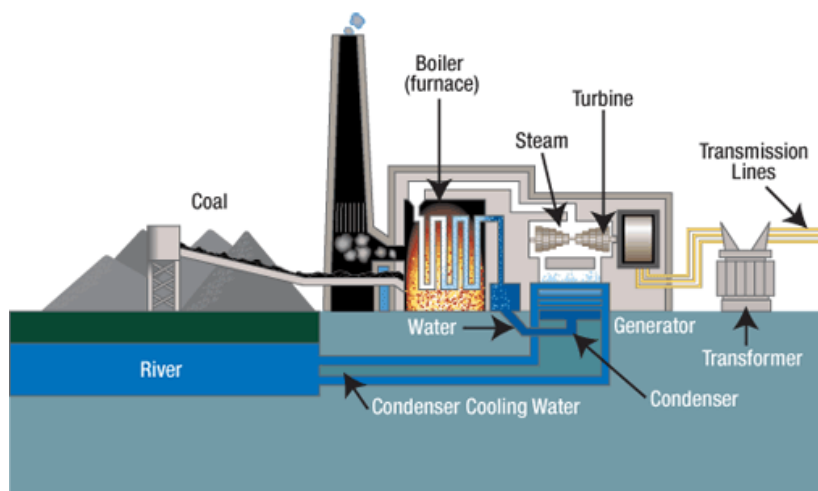 Boiler
(furnace)
Turbine
Steam
Transmission
Lines
Coal
Water
Generator
River
Transformer
Condenser Cooling Water
Condenser